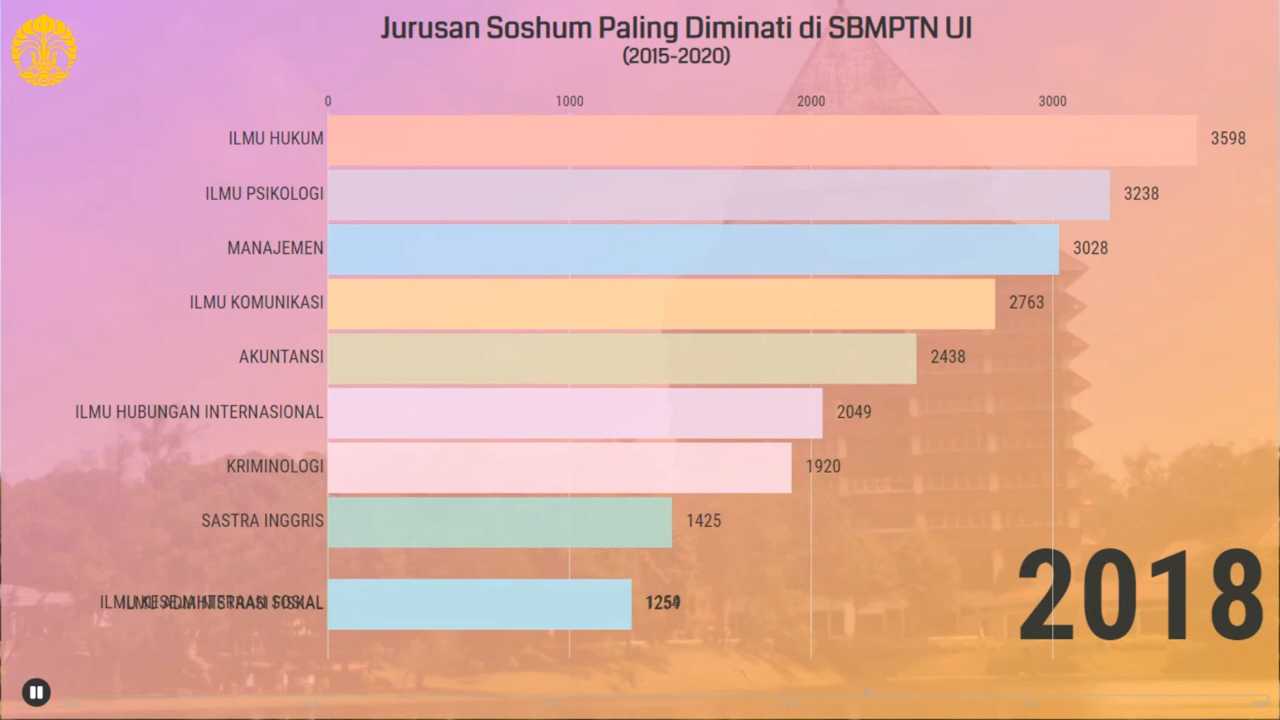 Jurusan Soshum Paling Diminati di SBMPTN UI
(2015-2020)
0 1000 2000 3000
ILMU HUKUM 3598
ILMU PSIKOLOGI 3238
MANAJEMEN 3028
ILMU KOMUNIKASI 2763
AKUNTANSI 2438
ILMU HUBUNGAN INTERNASIONAL 2049
KRIMINOLOGI 1920
SASTRA INGGRIS 1425
2018